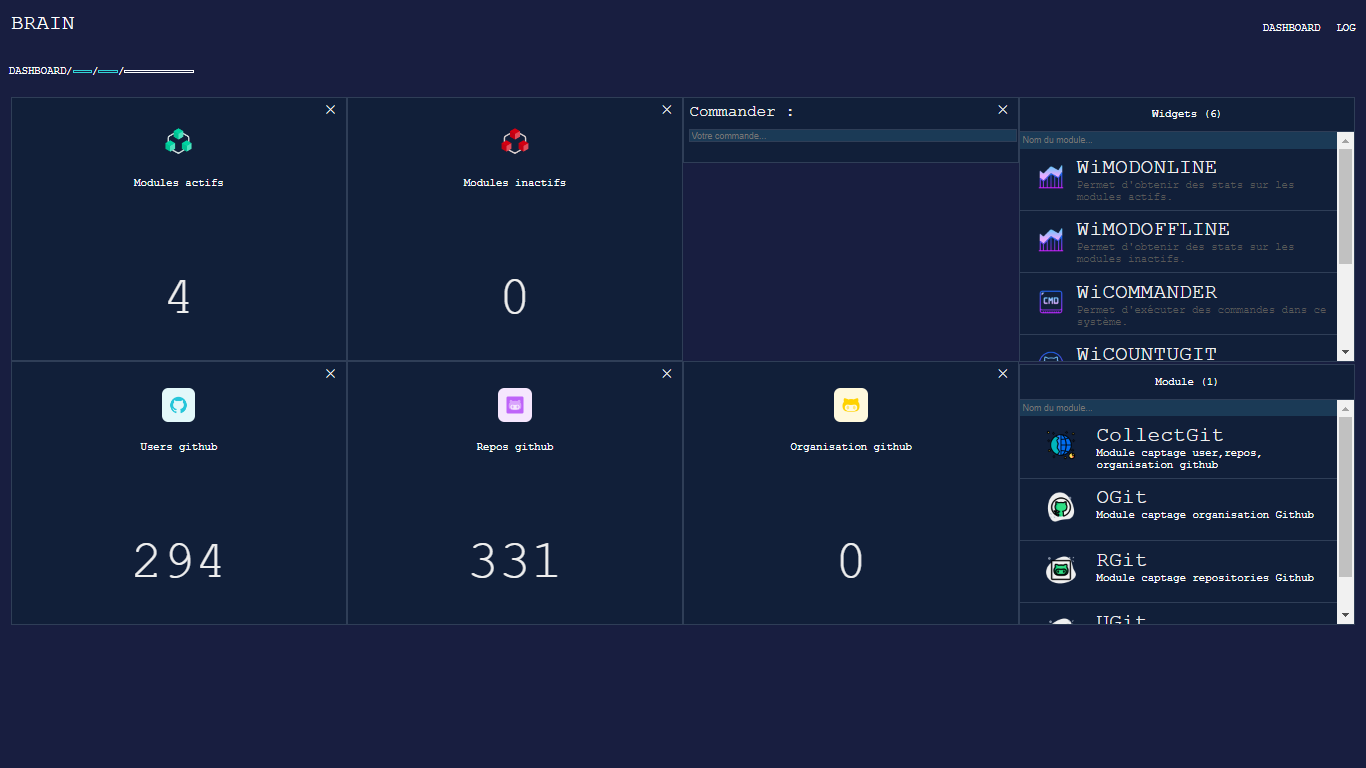 BRAIN
DASHBOARD LOG
DASHBOARD/ / /
Modules actifs
4
Modules inactifs
0
Commander :
Votre commande...
Widgets (6)
Nom du module...
WiMODONLINE
Permet d'obtenir des stats sur les
modules actifs.
WiMODOFFLINE
Permet d'obtenir des stats sur les
modules inactifs.
CMD
WiCOMMANDER
Permet d'exécuter des commandes dans ce
système.
WiCOUNTUGIT
Users github
294
Repos github
331
Organisation github
0
Module (1)
Nom du module...
CollectGit
Module captage user,repos,
organisation github
OGit
Module captage organisation Github
RGit
Module captage repositories Github
UGit